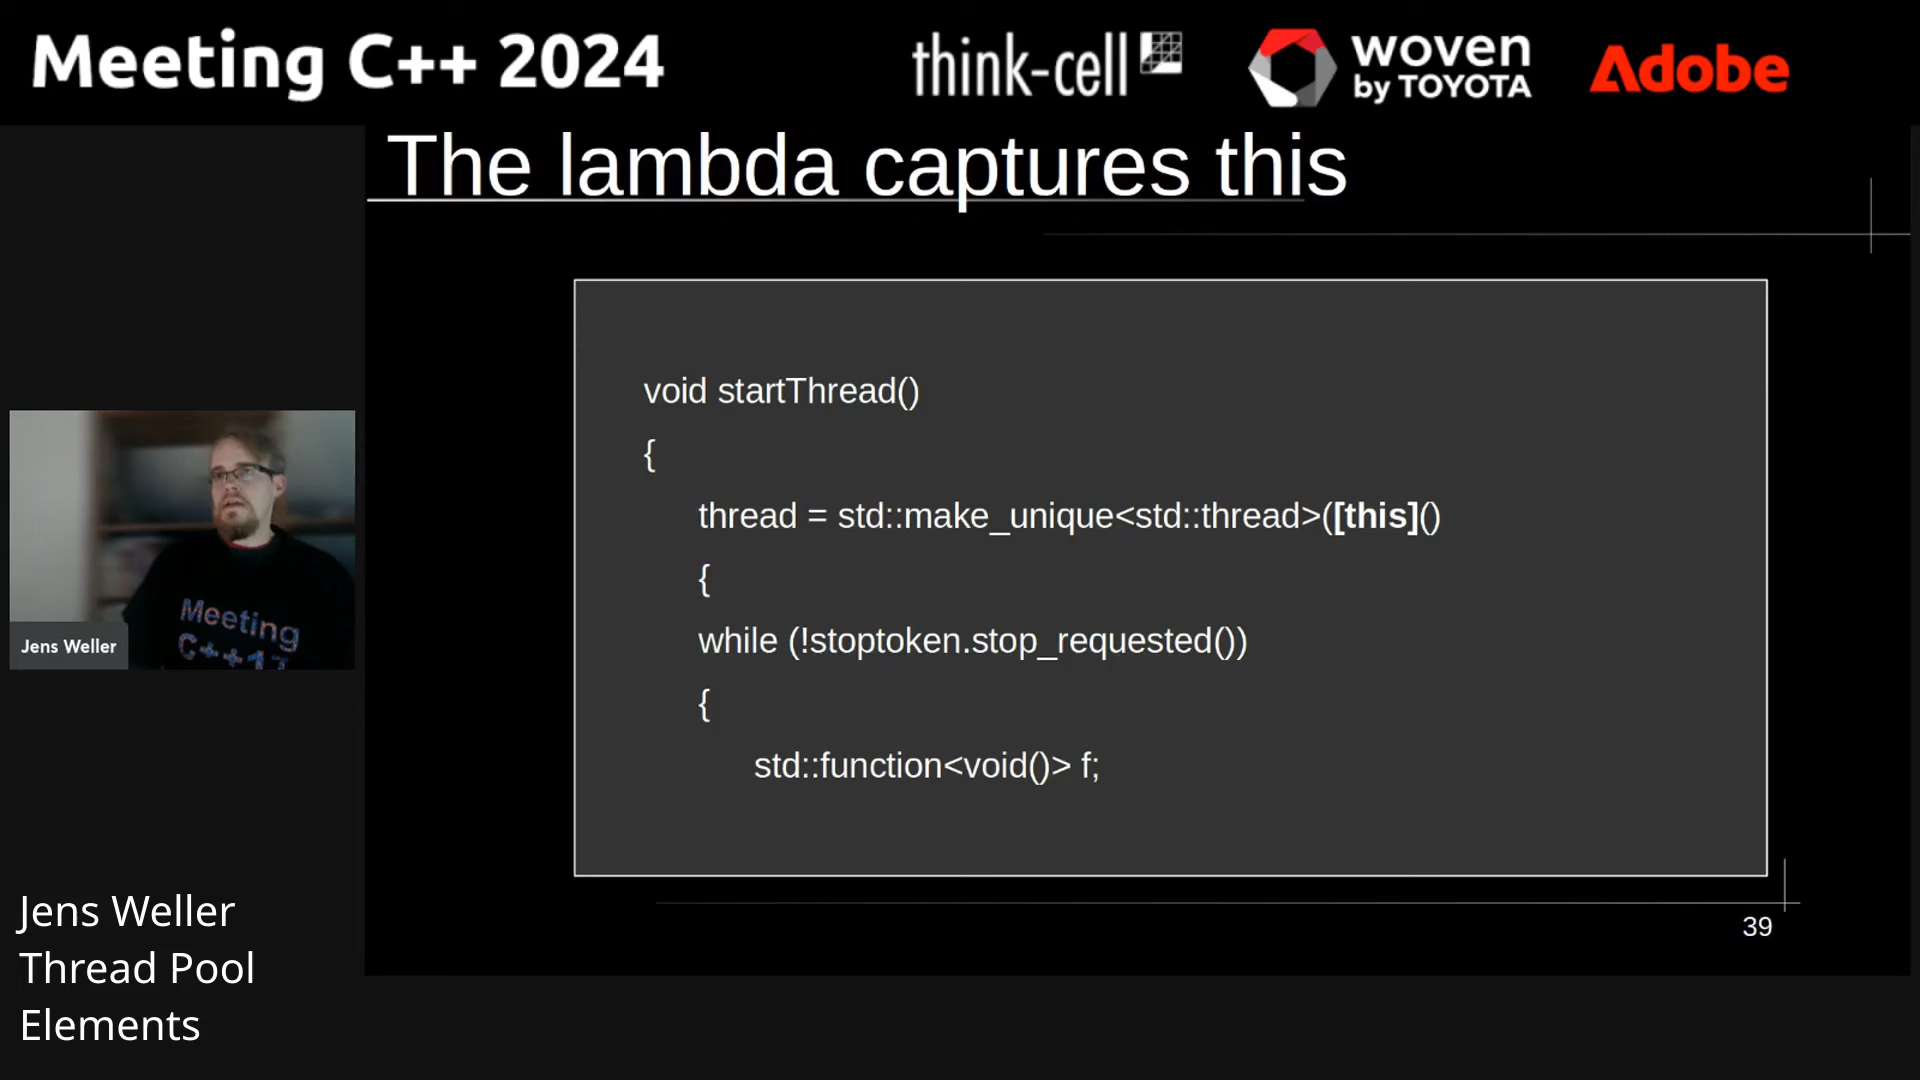 Meeting C++ 2024
think-cell
woven
by TOYOTA
Adobe
The lambda captures this
void startThread()
{
thread = std::make_unique<std::thread>([this]()
{
while (!stoptoken.stop_requested())
{
std::function<void()> f;
39
Meeting
C++17
Jens Weller
Jens Weller
Thread Pool
Elements